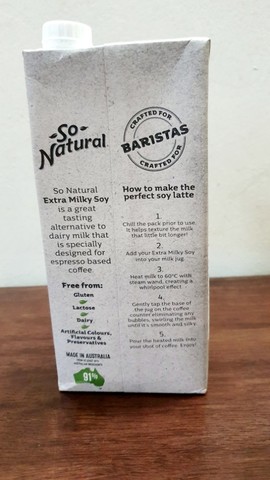 So
Natural
So Natural
Extra Milky Soy
is a great
tasting
alternative to
dairy milk that
is specially
designed for
espresso based
coffee
Free from:
Gluten
Lactose
Dairy
Artificial Colours,
Flavours &
Preservatives
MADE IN AUSTRALIA
91%
CRAFTED FOR
BARISTAS
CRAFTED FOR
How to make the
perfect soy latte
1.
Chill the pack prior to use.
It helps texture the milk
that little bit longer!
2.
Add your Extra Milky Soy
into your milk jug.
3.
Heat milk to 60°C with
steam wand, creating a
whirlpool effect.
4.
Gently tap the base of
the jug on the coffee
counter eliminating any
bubbles, swirling the milk
until it's smooth and silky.
5.
Pour the heated milk into
your shot of coffee. Enjoy!